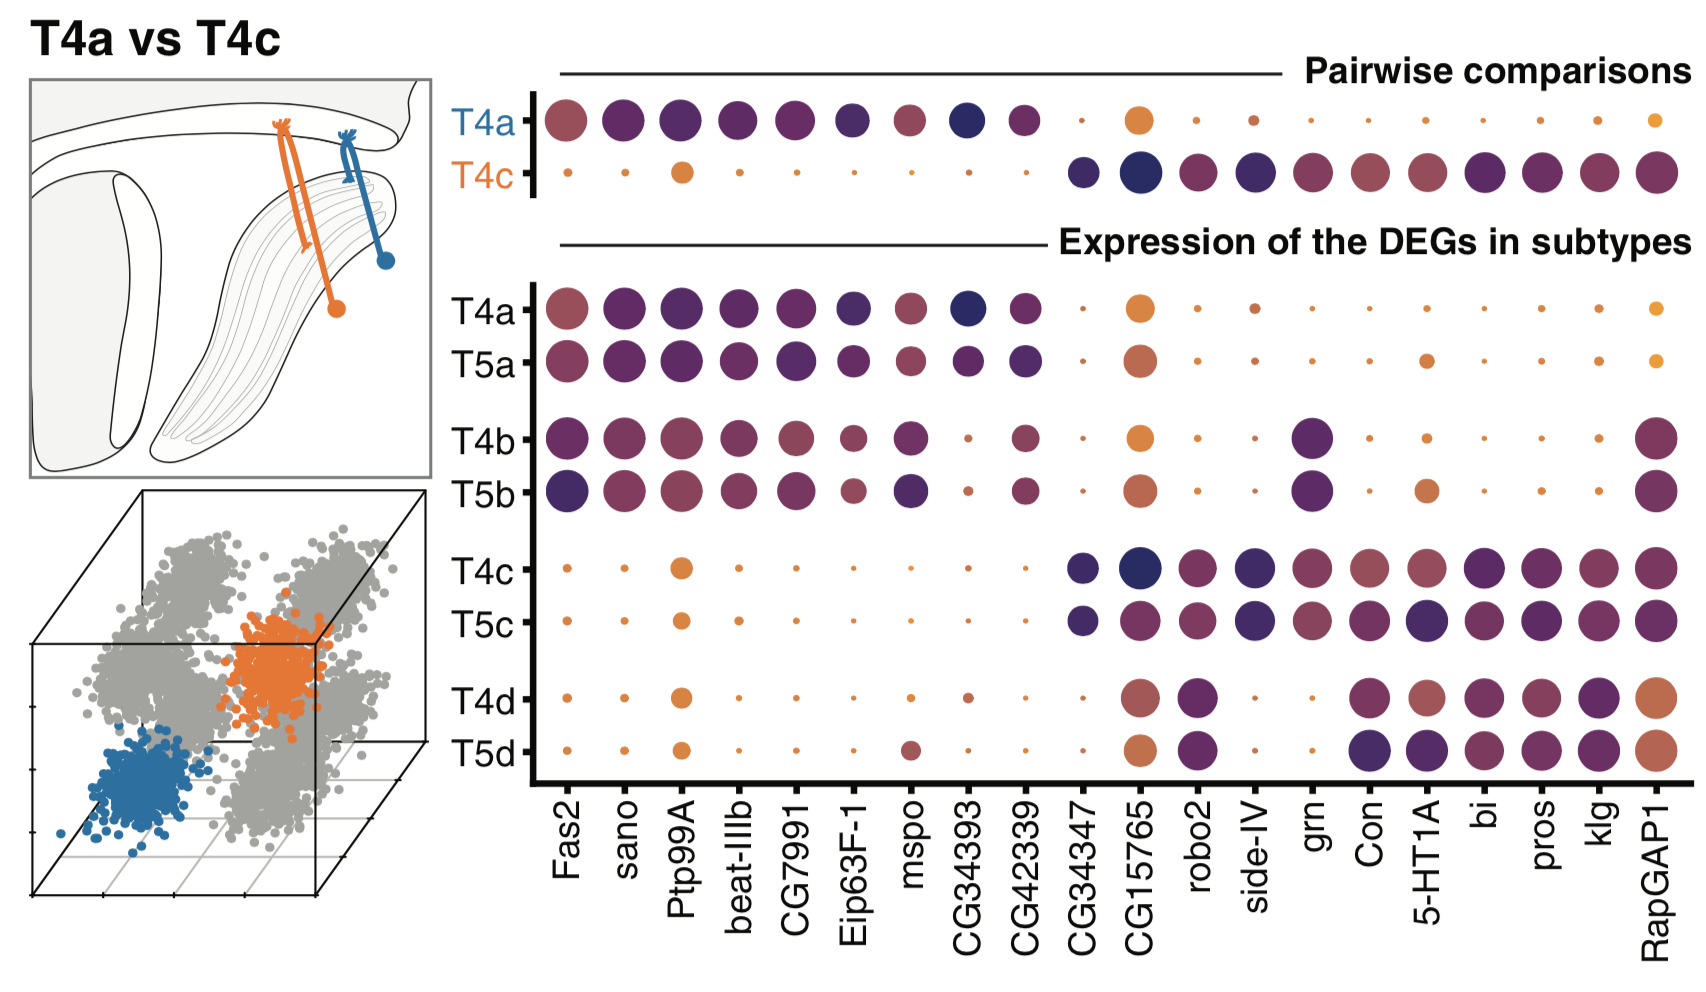 T4a vs T4c
Pairwise comparisons
T4a
T4c
Expression of the DEGs in subtypes
T4a
T5a
T4b
T5b
T4c
T5c
T4d
T5d
Fas2
sano
Ptp99A
beat-IIIb
CG7991
Eip63F-1
mspo
CG34393
CG42339
CG34347
CG15765
robo2
side-IV
grn
Con
5-HT1A
bi
pros
klg
RapGAP1